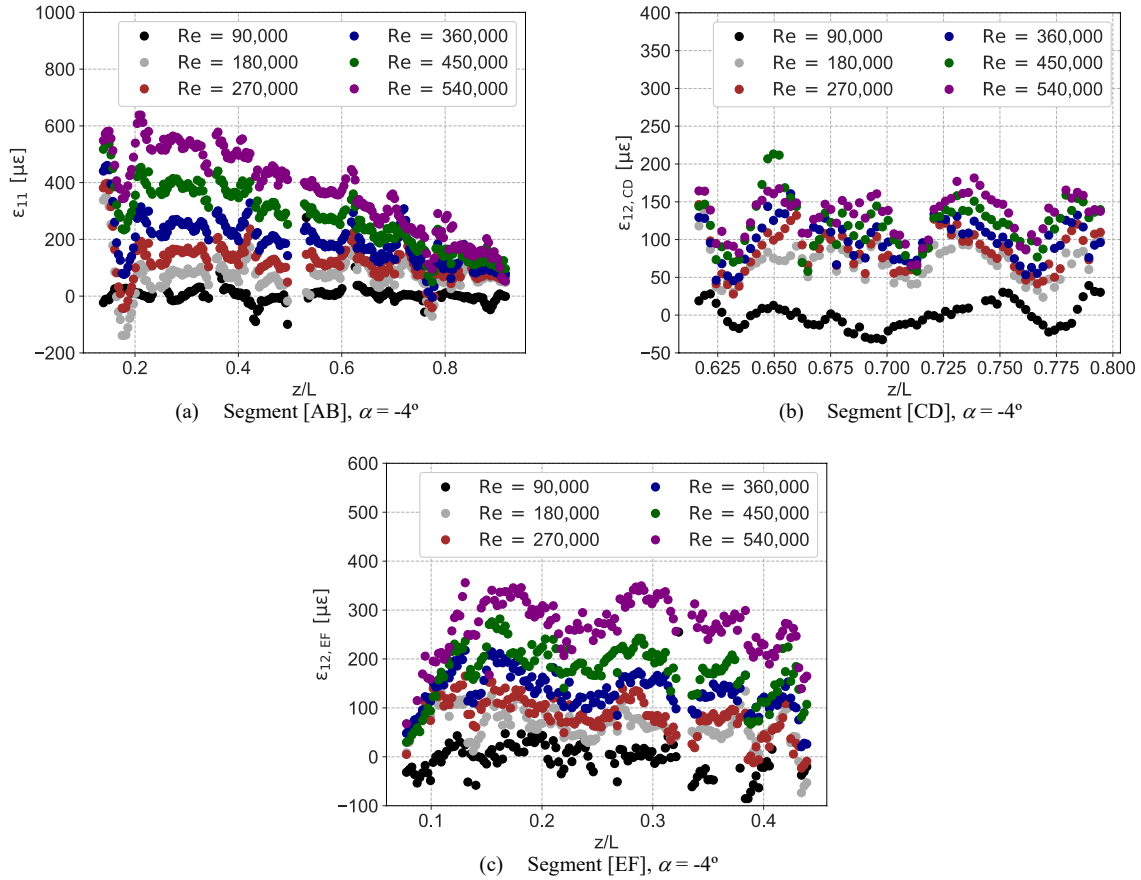 1000
800
600
400
200
0
−200
ε11 [με]
Re = 90,000
Re = 180,000
Re = 270,000
Re = 360,000
Re = 450,000
Re = 540,000
0.2
0.4
0.6
0.8
z/L
(a) Segment [AB], α = -4º
400
350
300
250
200
150
100
50
0
−50
ε12, CD [με]
Re = 90,000
Re = 180,000
Re = 270,000
Re = 360,000
Re = 450,000
Re = 540,000
0.625
0.650
0.675
0.700
0.725
0.750
0.775
0.800
z/L
(b) Segment [CD], α = -4º
600
500
400
300
200
100
0
−100
ε12, EF [με]
Re = 90,000
Re = 180,000
Re = 270,000
Re = 360,000
Re = 450,000
Re = 540,000
0.1
0.2
0.3
0.4
z/L
(c) Segment [EF], α = -4º